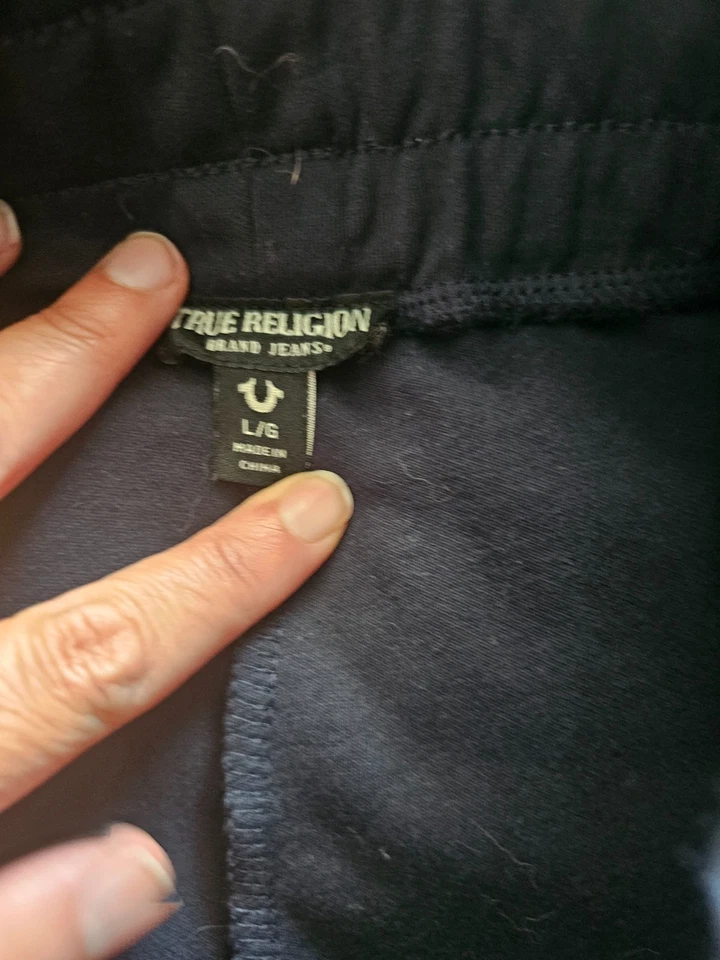 TRUE RELIGION
BRAND JEANS®
L/G
MADE IN
CHINA